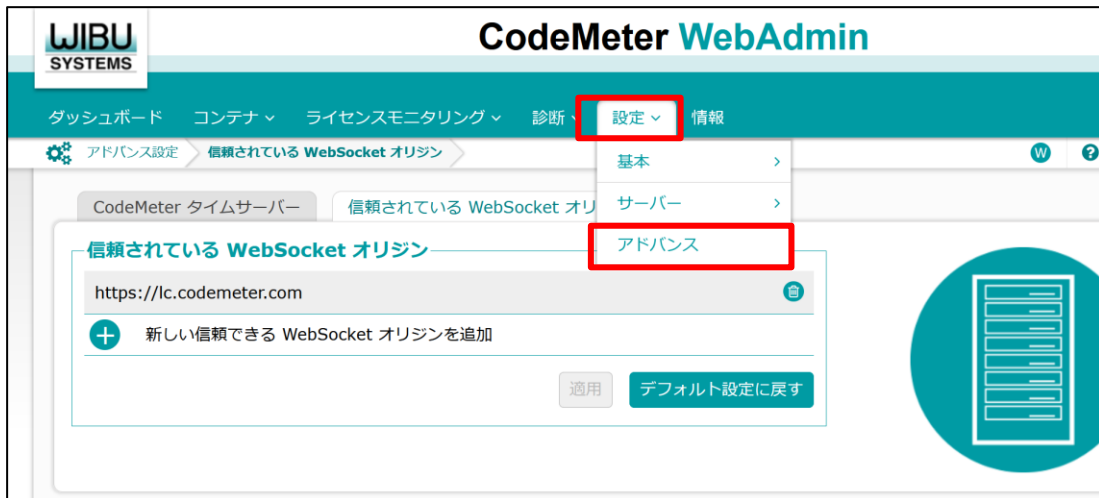 WIBU
SYSTEMS
CodeMeter WebAdmin
ダッシュボード コンテナ ライセンスモニタリング 診断 設定 情報
アドバンス設定 信頼されている WebSocket オリジン
W ?
基本
サーバー
アドバンス
CodeMeter タイムサーバー 信頼されている WebSocket オリ
信頼されている WebSocket オリジン
https://lc.codemeter.com
新しい信頼できる WebSocket オリジンを追加
適用 デフォルト設定に戻す